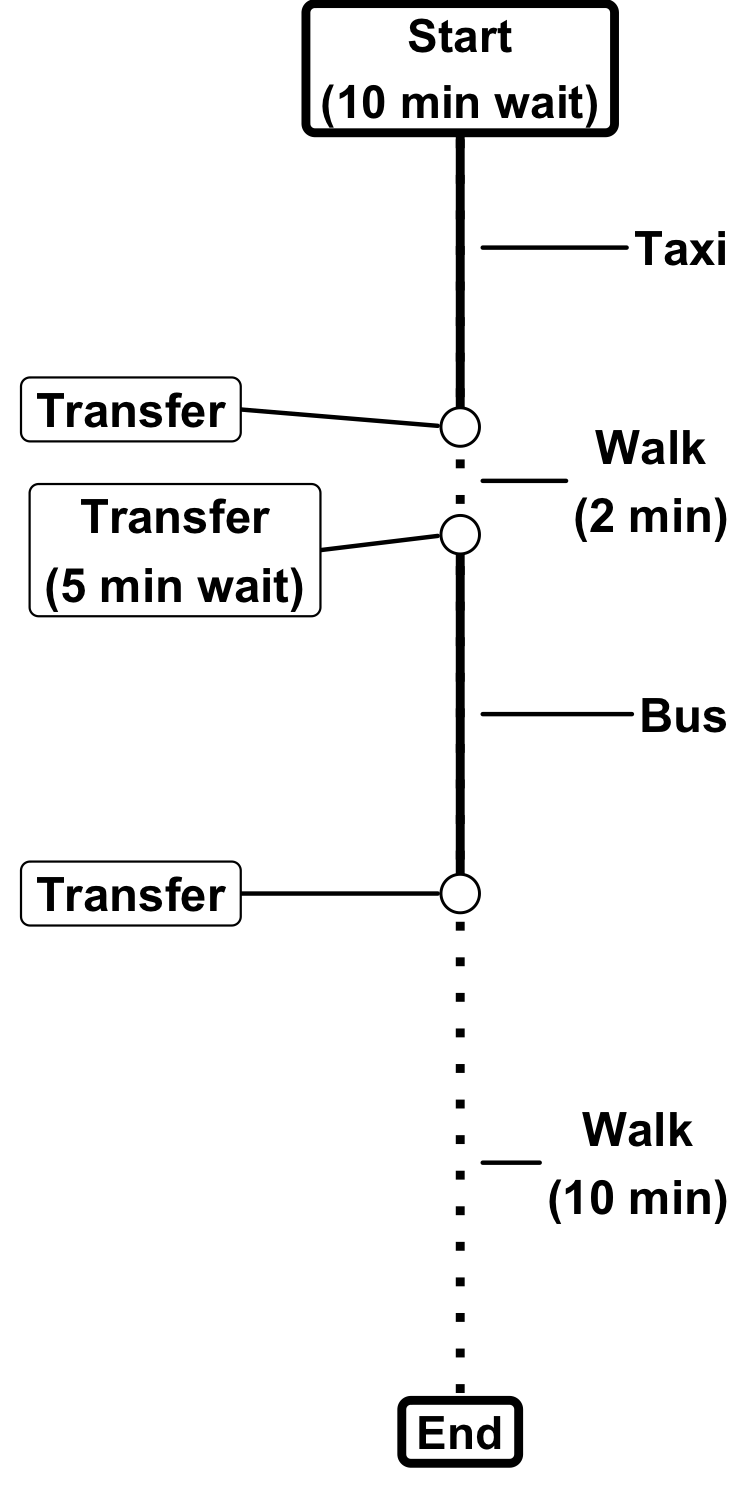 Start
(10 min wait)
Taxi
Transfer
Walk
(2 min)
Transfer
(5 min wait)
Bus
Transfer
Walk
(10 min)
End